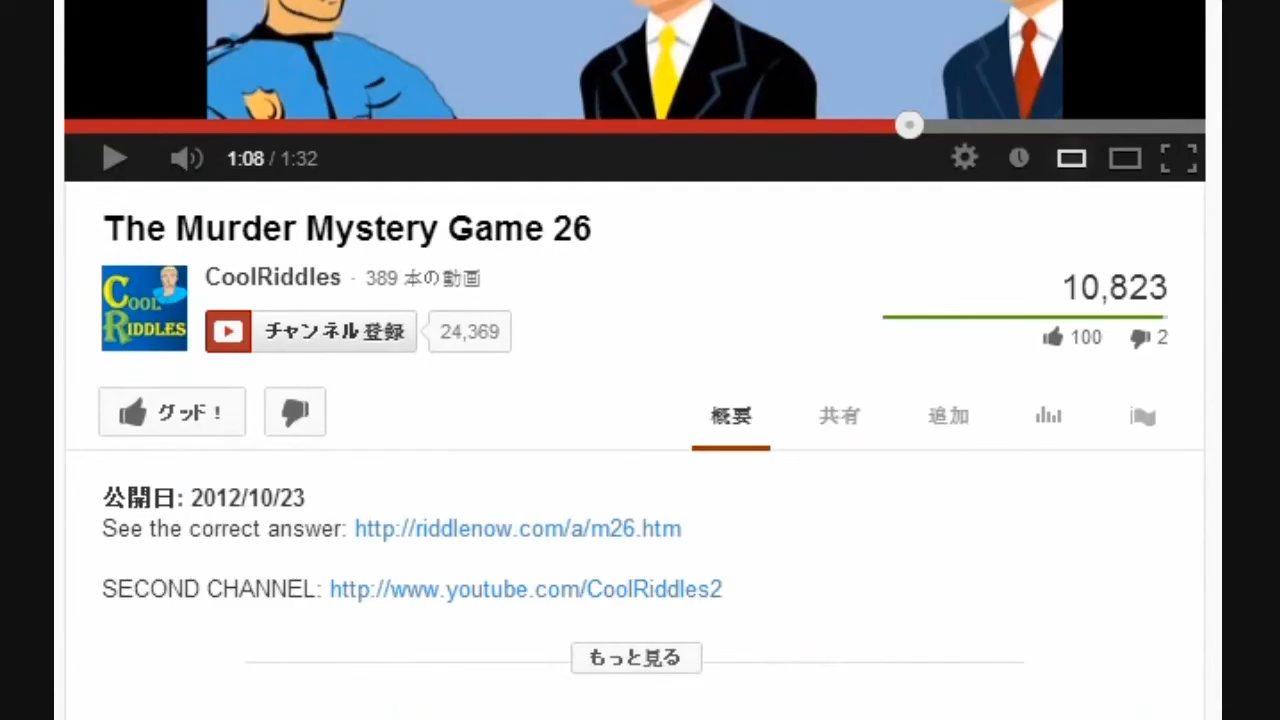 1:08 / 1:32
The Murder Mystery Game 26
COOL
RIDDLES
CoolRiddles - 389 本の動画
チャンネル登録
24,369
10,823
100
2
グッド!
概要
共有
追加
公開日: 2012/10/23
See the correct answer: http://riddlenow.com/a/m26.htm
SECOND CHANNEL: http://www.youtube.com/CoolRiddles2
もっと見る